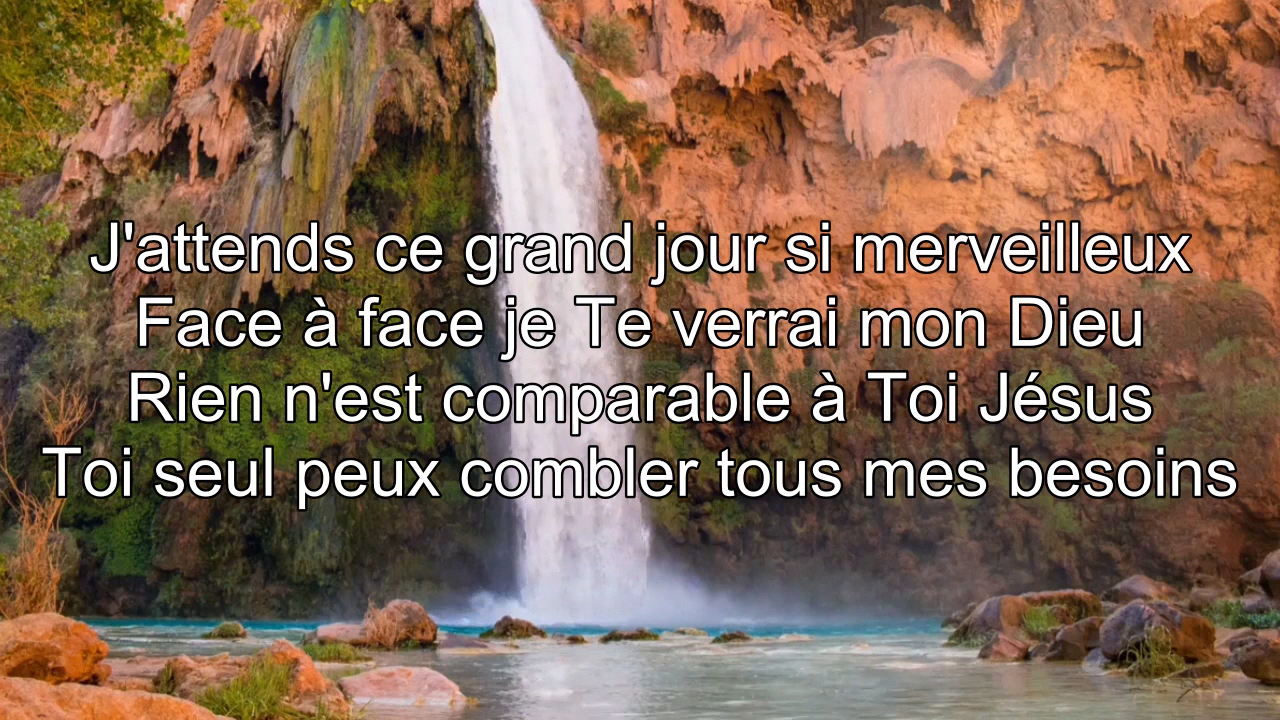 J'attends ce grand jour si merveilleux
Face à face je Te verrai mon Dieu
Rien n'est comparable à Toi Jésus
Toi seul peux combler tous mes besoins